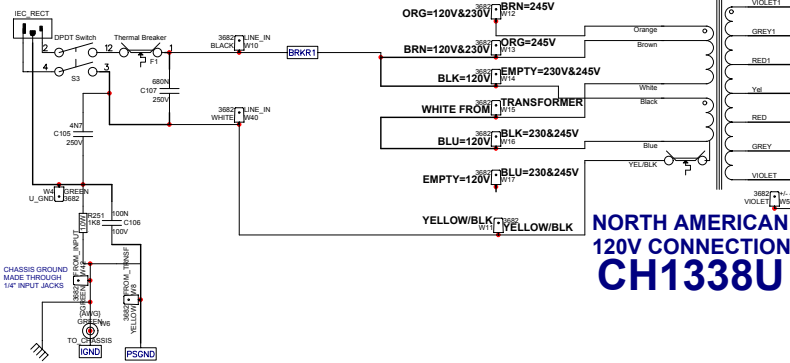 IEC_RECT
DPDT Switch
Thermal Breaker
2
12
1
F1
4
3
S3
3682
BLACK
LINE_IN
W10
BRKR1
680N
C107
250V
3682
WHITE
LINE_IN
W40
4N7
C105
250V
W4
U_GND
GREEN
3682
R251
1K8
10W
100N
C106
100V
CHASSIS GROUND
MADE THROUGH
1/4" INPUT JACKS
FROM_INPUT
W42
3682
GREEN
FROM_TRNSF
W8
3682
YELLOW
(AWG)
GREEN
W6
TO_CHASSIS
IGND
PSGND
ORG=120V&230V
3682
W12
BRN=245V
BRN=120V&230V
3682
W13
ORG=245V
BLK=120V
3682
W14
EMPTY=230V&245V
WHITE FROM
3682
W15
TRANSFORMER
BLU=120V
3682
W16
BLK=230&245V
EMPTY=120V
3682
W17
BLU=230&245V
YELLOW/BLK
3682
W11
YELLOW/BLK
Orange
Brown
White
Black
Blue
YEL/BLK
VIOLET1
GREY1
RED1
Yel
RED
GREY
VIOLET
3682
VIOLET
+/-
W5
NORTH AMERICAN
120V CONNECTION
CH1338U